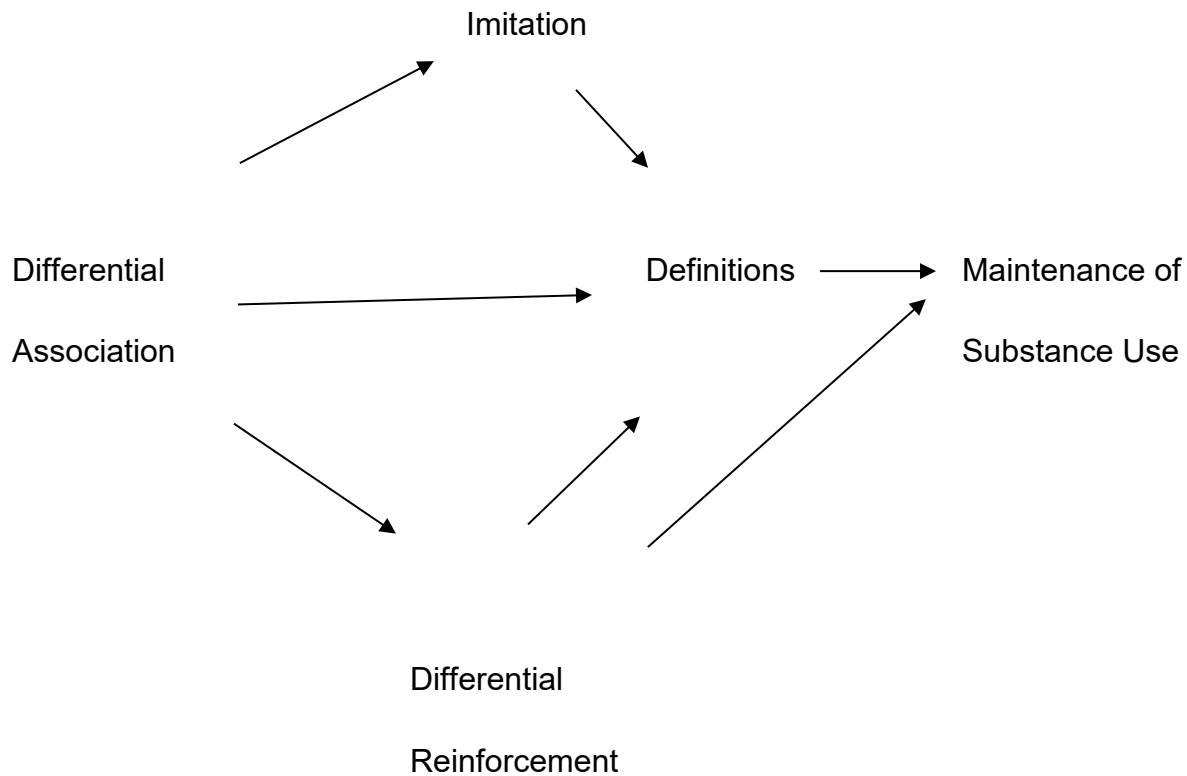 Imitation
Differential
Association
Definitions
Maintenance of
Substance Use
Differential
Reinforcement